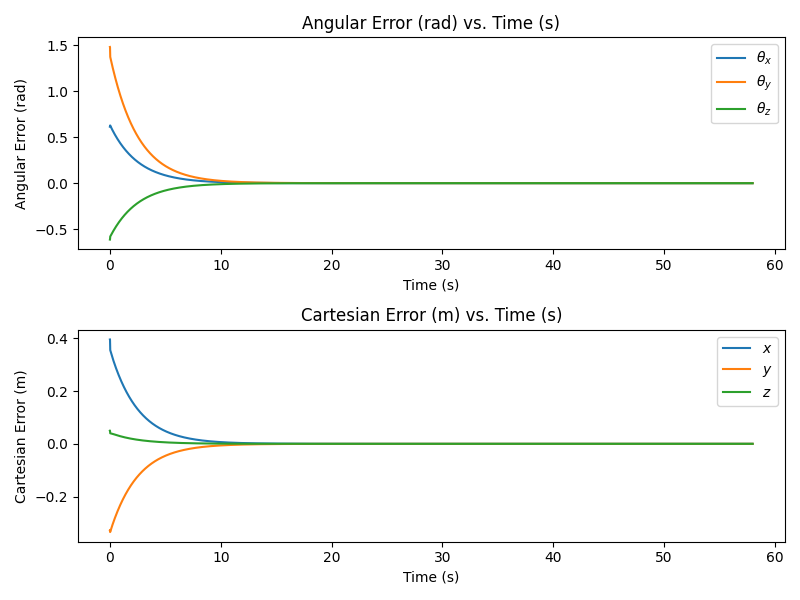 Angular Error (rad) vs. Time (s)
Angular Error (rad)
1.5
1.0
0.5
0.0
−0.5
θx
θy
θz
0 10 20 30 40 50 60
Time (s)
Cartesian Error (m) vs. Time (s)
Cartesian Error (m)
0.4
0.2
0.0
−0.2
x
y
z
0 10 20 30 40 50 60
Time (s)